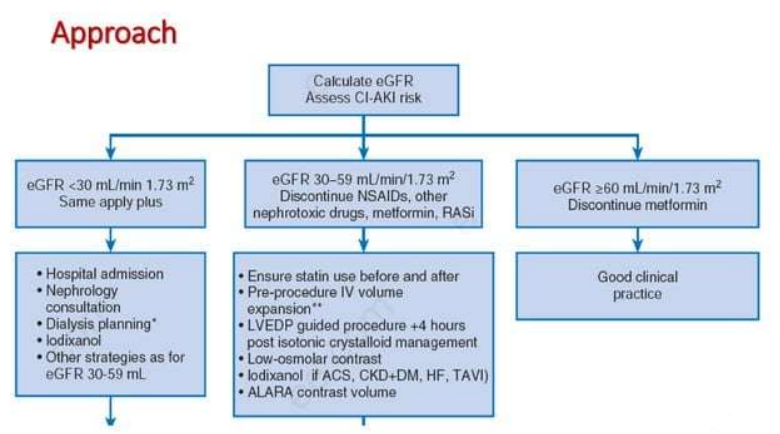 Approach
Calculate eGFR
Assess CI-AKI risk
eGFR <30 mL/min 1.73 m²
Same apply plus
eGFR 30–59 mL/min/1.73 m²
Discontinue NSAIDs, other
nephrotoxic drugs, metformin, RASi
eGFR ≥60 mL/min/1.73 m²
Discontinue metformin
• Hospital admission
• Nephrology
consultation
• Dialysis planning*
• Iodixanol
• Other strategies as for
eGFR 30-59 mL
• Ensure statin use before and after
• Pre-procedure IV volume
expansion**
• LVEDP guided procedure +4 hours
post isotonic crystalloid management
• Low-osmolar contrast
• Iodixanol if ACS, CKD+DM, HF, TAVI)
• ALARA contrast volume
Good clinical
practice